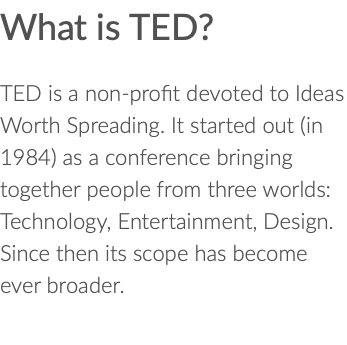 What is TED?
TED is a non-profit devoted to Ideas
Worth Spreading. It started out (in
1984) as a conference bringing
together people from three worlds:
Technology, Entertainment, Design.
Since then its scope has become
ever broader.